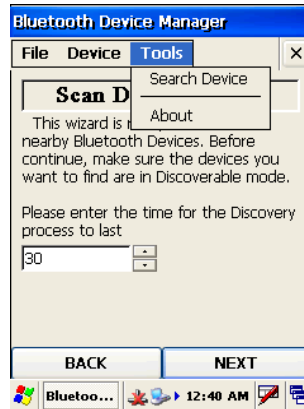 Bluetooth Device Manager
File Device Tools
Search Device
About
Scan D
This wizard is
nearby Bluetooth Devices. Before
continue, make sure the devices you
want to find are in Discoverable mode.
Please enter the time for the Discovery
process to last
30
BACK NEXT
Bluetoo... 12:40 AM